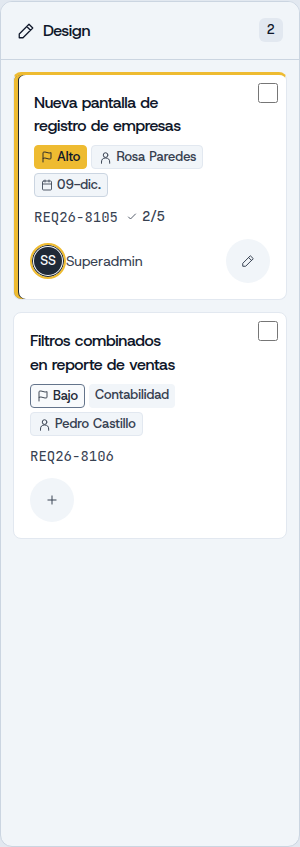 Design 2
Nueva pantalla de
registro de empresas
Alto Rosa Paredes
09-dic.
REQ26-8105 2/5
SS Superadmin
Filtros combinados
en reporte de ventas
Bajo Contabilidad
Pedro Castillo
REQ26-8106